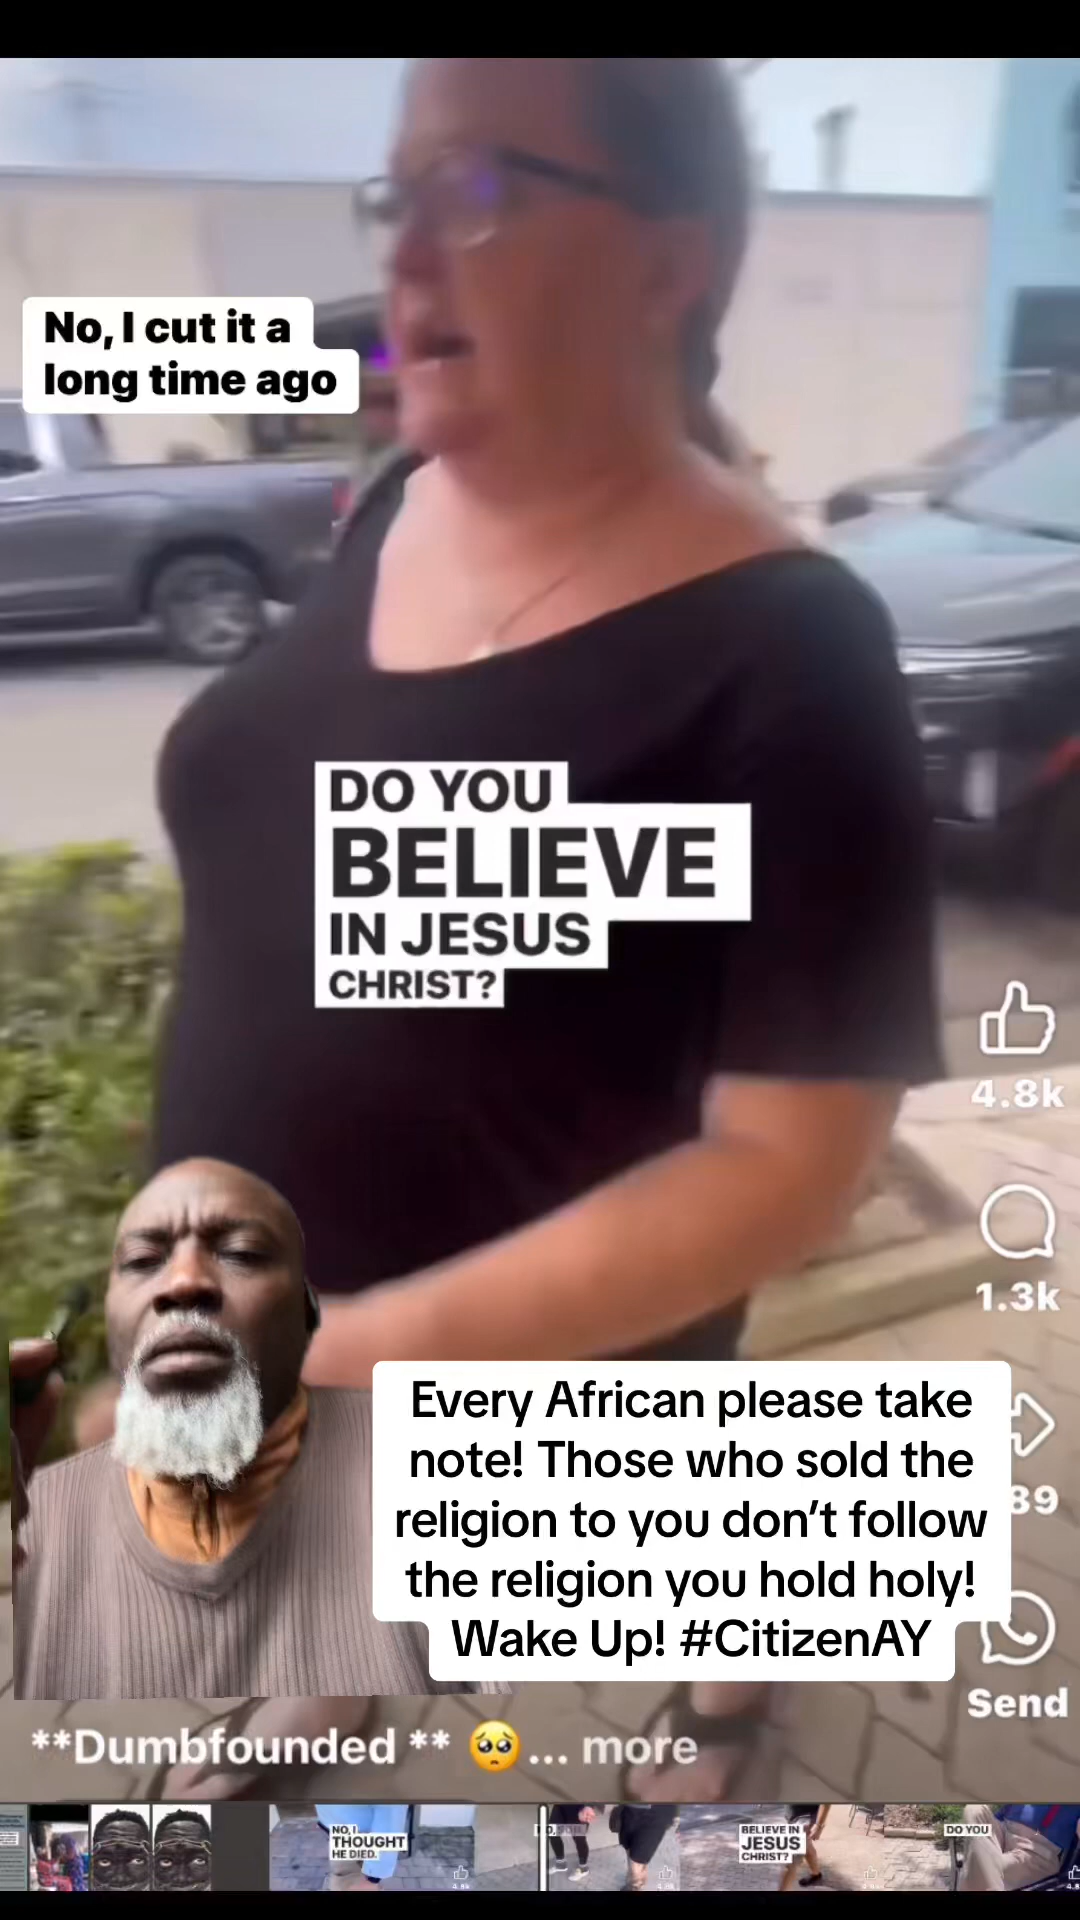 No, I cut it a
long time ago
DO YOU
BELIEVE
IN JESUS
CHRIST?
4.8k
1.3k
89
Every African please take
note! Those who sold the
religion to you don't follow
the religion you hold holy!
Wake Up! #CitizenAY
Send
**Dumbfounded ** 🥺... more
NO, I
THOUGHT
HE DIED.
BELIEVE IN
JESUS
CHRIST?
DO YOU